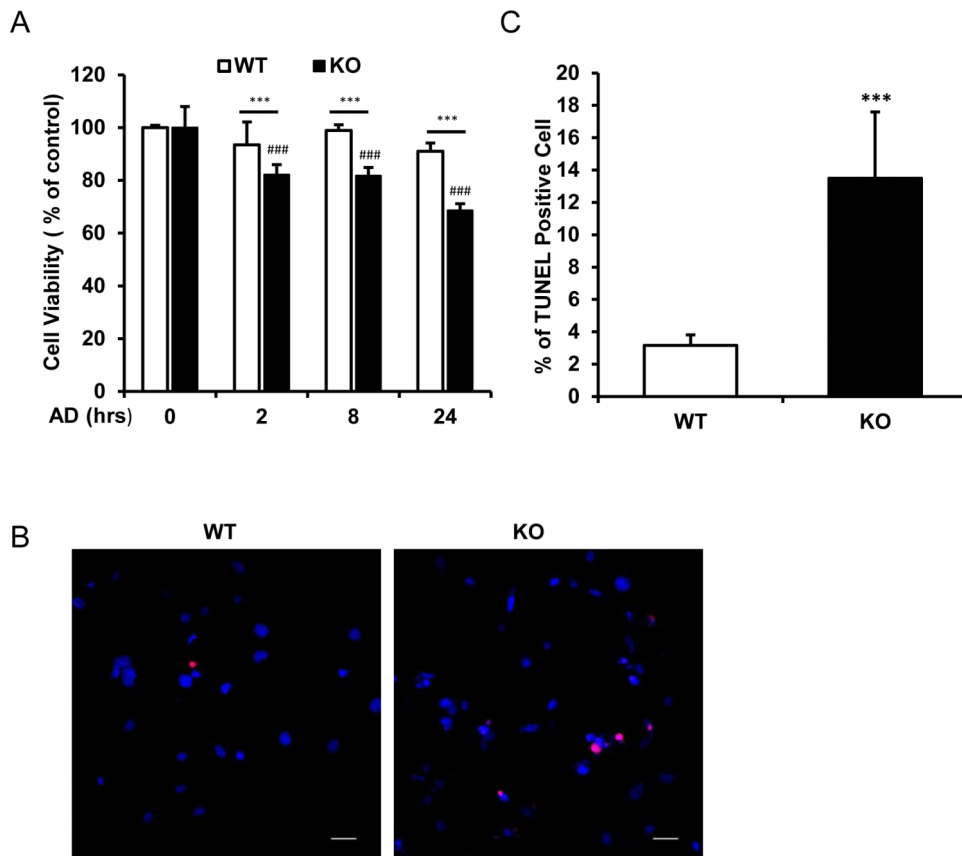 A
WT KO
Cell Viability ( % of control)
120
100
80
60
40
20
0
***
###
***
###
***
###
AD (hrs) 0 2 8 24
C
% of TUNEL Positive Cell
20
18
16
14
12
10
8
6
4
2
0
***
WT KO
B
WT KO